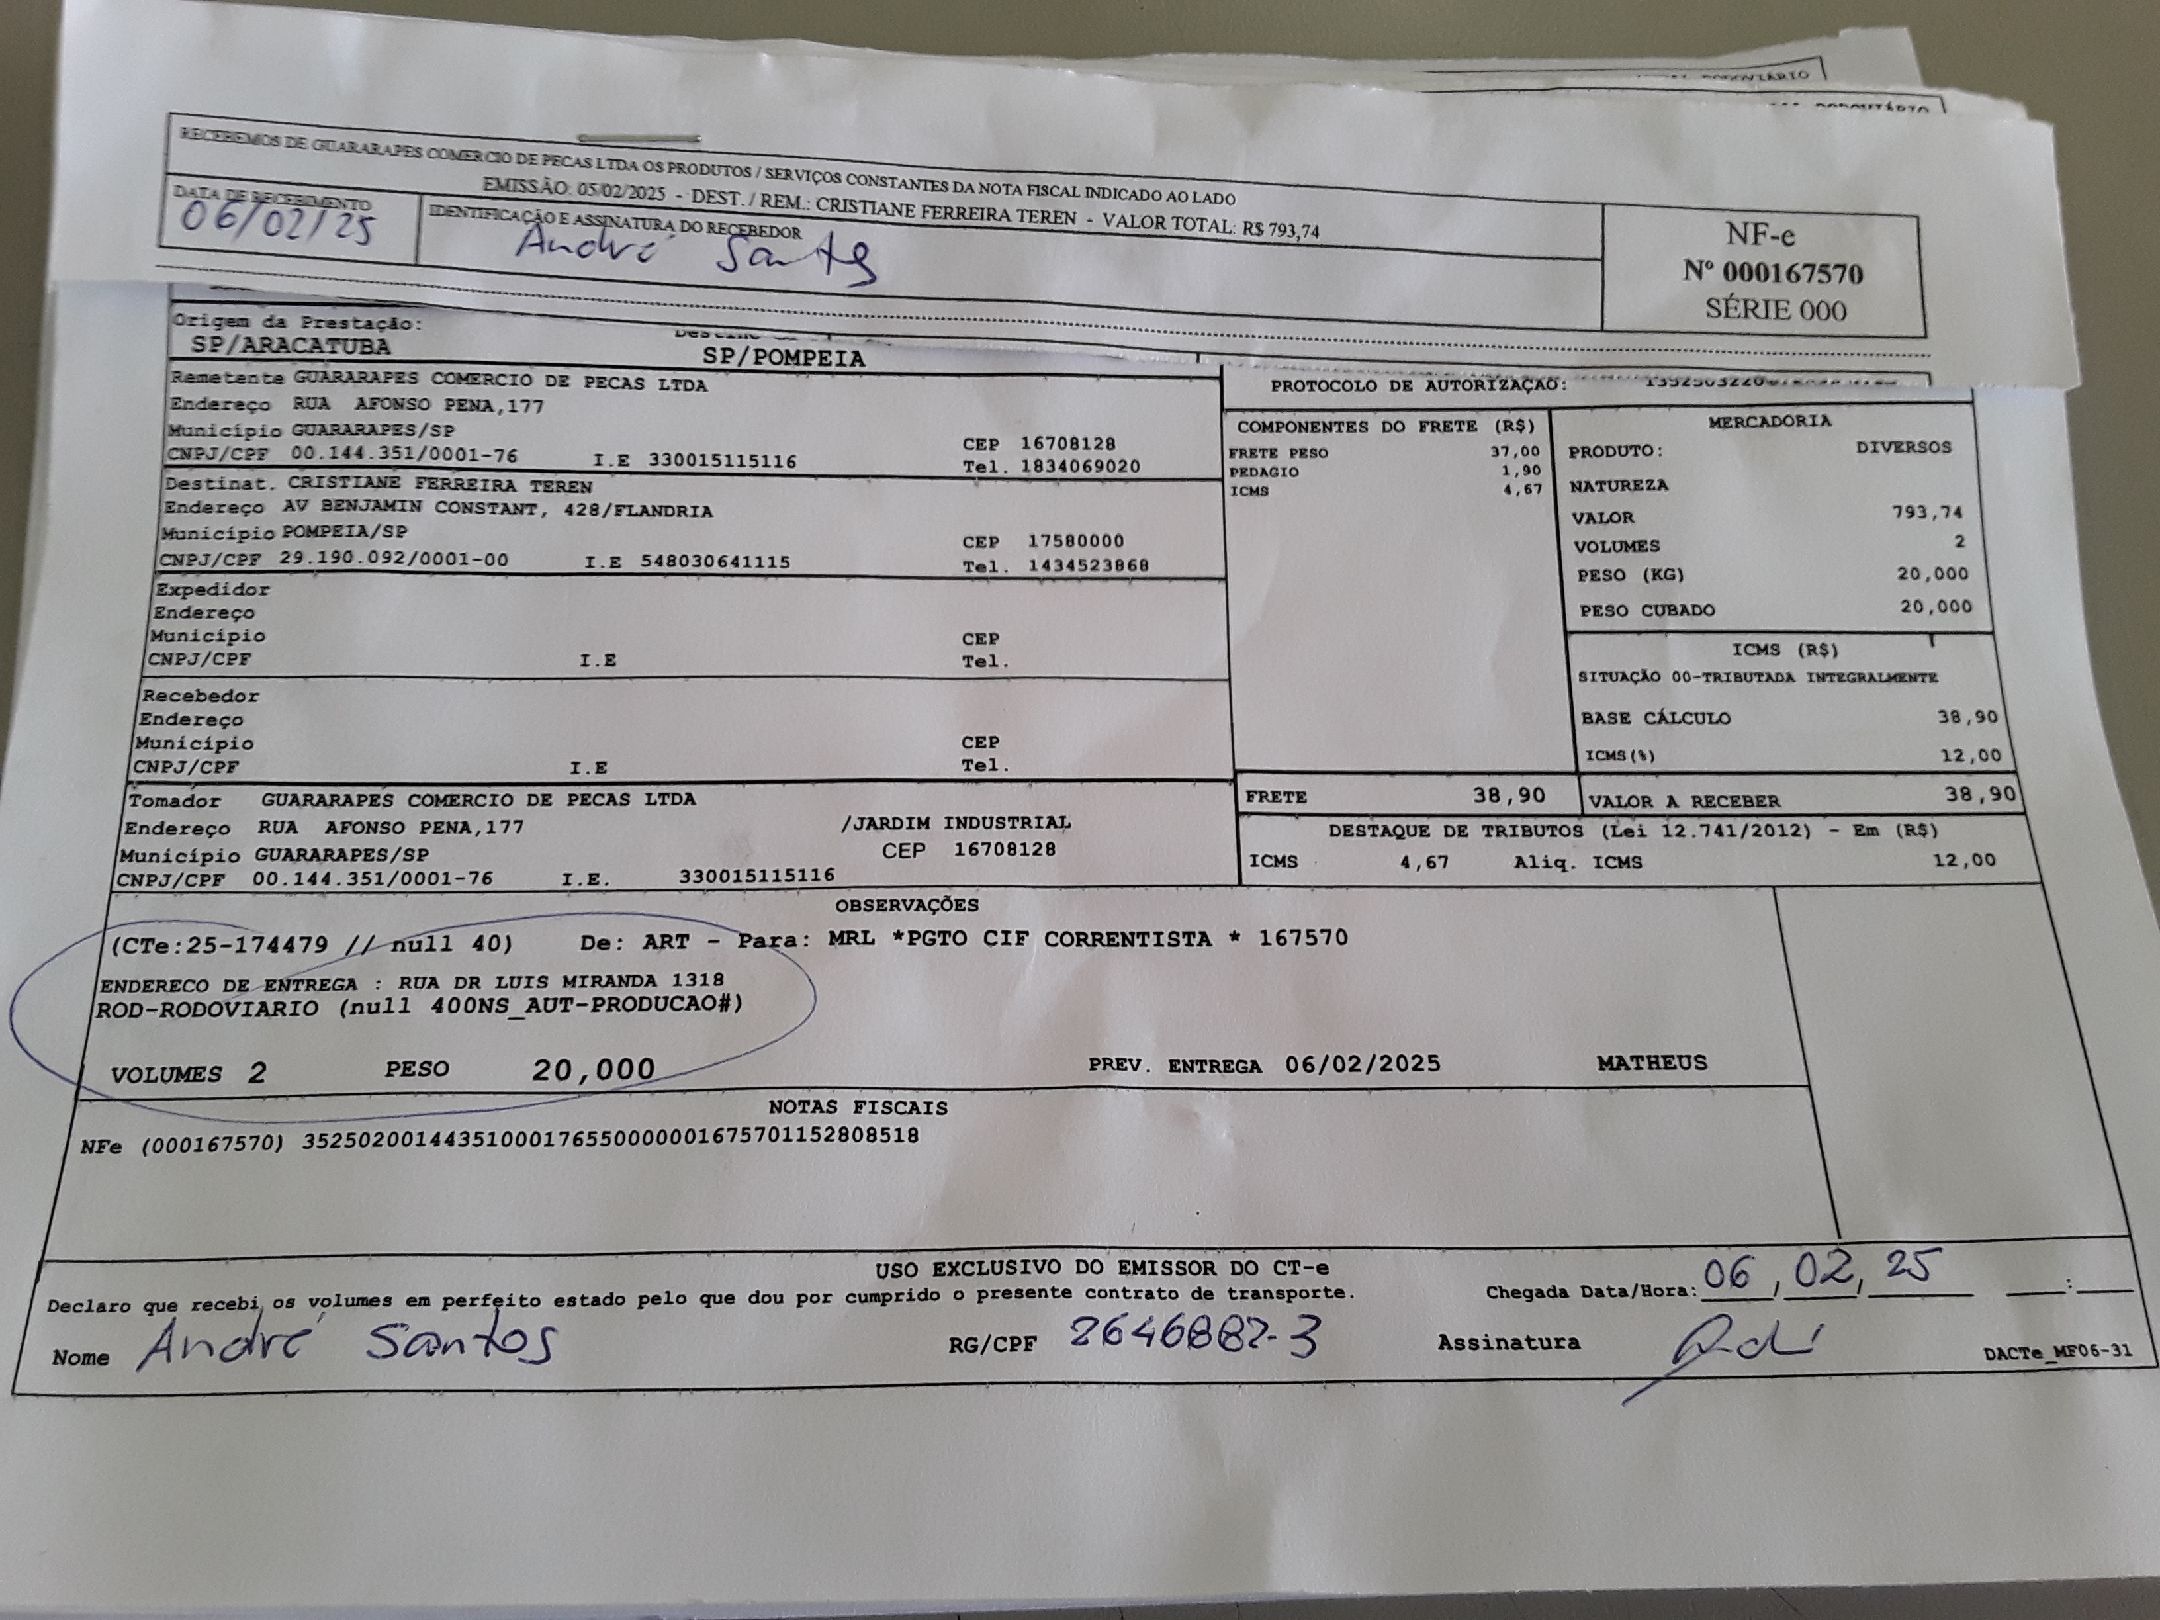 RECEBEMOS DE GUARARAPES COMERCIO DE PECAS LTDA OS PRODUTOS / SERVIÇOS CONSTANTES DA NOTA FISCAL INDICADO AO LADO
EMISSÃO: 05/02/2025 - DEST. / REM.: CRISTIANE FERREIRA TEREN - VALOR TOTAL: R$ 793,74
DATA DE RECEBIMENTO
06/02/25
IDENTIFICAÇÃO E ASSINATURA DO RECEBEDOR
André Santos
NF-e
Nº 000167570
SÉRIE 000
RODOVIÁRIO
RODOVIÁRIO
Origem da Prestação:
SP/ARACATUBA
SP/POMPEIA
Remetente GUARARAPES COMERCIO DE PECAS LTDA
Endereço RUA AFONSO PENA,177
Município GUARARAPES/SP
CEP 16708128
CNPJ/CPF 00.144.351/0001-76 I.E 330015115116 Tel. 1834069020
Destinat. CRISTIANE FERREIRA TEREN
Endereço AV BENJAMIN CONSTANT, 428/FLANDRIA
Município POMPEIA/SP
CEP 17580000
CNPJ/CPF 29.190.092/0001-00 I.E 548030641115 Tel. 1434523868
Expedidor
Endereço
Município CEP
CNPJ/CPF I.E Tel.
Recebedor
Endereço
Município CEP
CNPJ/CPF I.E Tel.
Tomador GUARARAPES COMERCIO DE PECAS LTDA
Endereço RUA AFONSO PENA,177 /JARDIM INDUSTRIAL
Município GUARARAPES/SP CEP 16708128
CNPJ/CPF 00.144.351/0001-76 I.E. 330015115116
PROTOCOLO DE AUTORIZAÇÃO:
COMPONENTES DO FRETE (R$)
FRETE PESO 37,00
PEDAGIO 1,90
ICMS 4,67
MERCADORIA
PRODUTO: DIVERSOS
NATUREZA
VALOR 793,74
VOLUMES 2
PESO (KG) 20,000
PESO CUBADO 20,000
ICMS (R$)
SITUAÇÃO 00-TRIBUTADA INTEGRALMENTE
BASE CÁLCULO 38,90
ICMS(%) 12,00
FRETE 38,90
VALOR A RECEBER 38,90
DESTAQUE DE TRIBUTOS (Lei 12.741/2012) - Em (R$)
ICMS 4,67 Aliq. ICMS 12,00
OBSERVAÇÕES
(CTe:25-174479 // null 40) De: ART - Para: MRL *PGTO CIF CORRENTISTA * 167570
ENDERECO DE ENTREGA : RUA DR LUIS MIRANDA 1318
ROD-RODOVIARIO (null 400NS_AUT-PRODUCAO#)
VOLUMES 2 PESO 20,000 PREV. ENTREGA 06/02/2025 MATHEUS
NOTAS FISCAIS
NFe (000167570) 35250200144351000176550000001675701152808518
USO EXCLUSIVO DO EMISSOR DO CT-e
Declaro que recebi os volumes em perfeito estado pelo que dou por cumprido o presente contrato de transporte.
Chegada Data/Hora: 06,02,25 :
Nome André Santos RG/CPF 2646882-3 Assinatura
DACTe_MF06-31